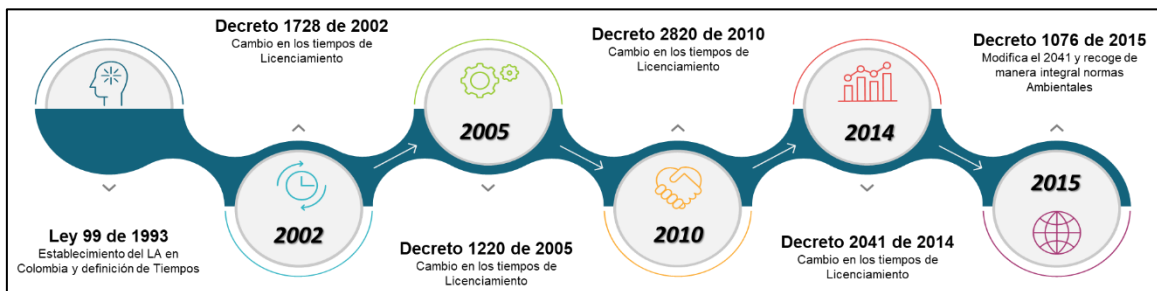 Ley 99 de 1993
Establecimiento del LA en
Colombia y definición de Tiempos
Decreto 1728 de 2002
Cambio en los tiempos de
Licenciamiento
2002
2005
Decreto 1220 de 2005
Cambio en los tiempos de
Licenciamiento
Decreto 2820 de 2010
Cambio en los tiempos de
Licenciamiento
2010
2014
Decreto 2041 de 2014
Cambio en los tiempos de
Licenciamiento
Decreto 1076 de 2015
Modifica el 2041 y recoge de
manera integral normas
Ambientales
2015